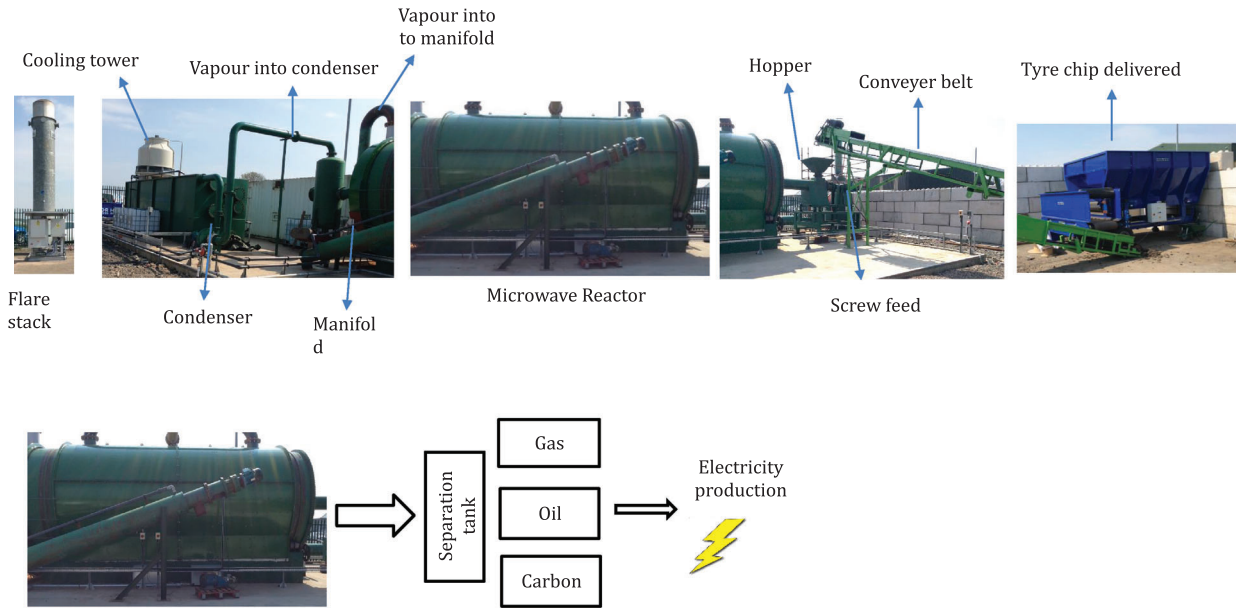 Vapour into
to manifold
Cooling tower
Vapour into condenser
Hopper
Conveyer belt
Tyre chip delivered
Flare
stack
Condenser
Manifol
d
Microwave Reactor
Screw feed
Separation
tank
Gas
Oil
Carbon
Electricity
production